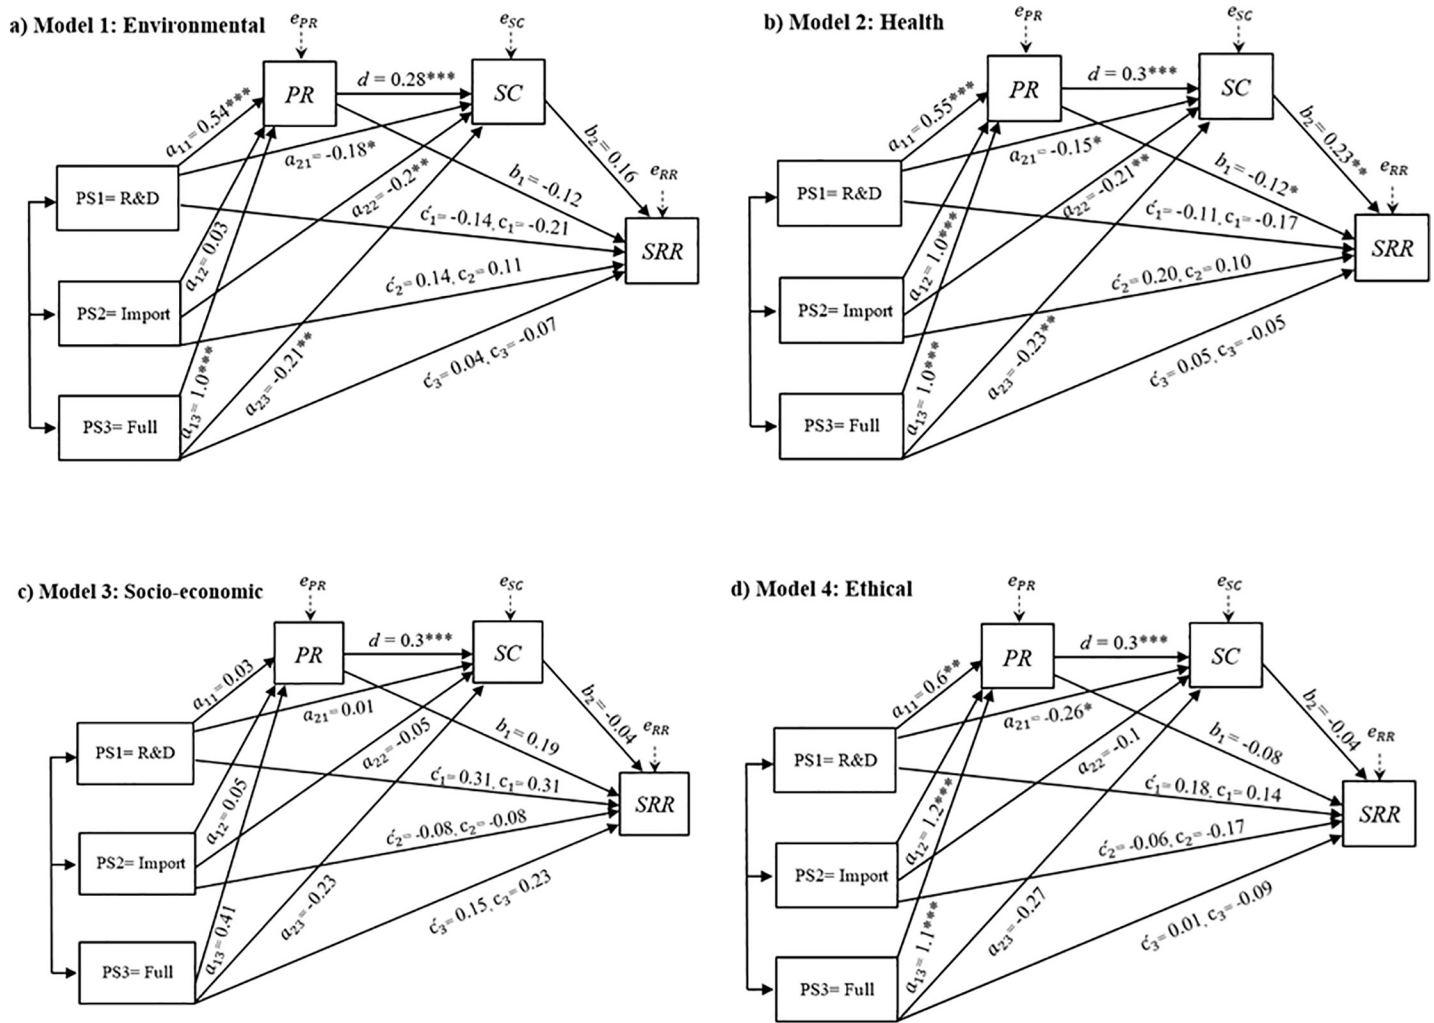 a) Model 1: Environmental
e_PR
e_SC
PR
d = 0.28***
SC
a₁₁= 0.54***
a₂₁= -0.18*
b₂= 0.16
e_RR
PS1= R&D
a₂₂= -0.2**
b₁= -0.12
ć₁= -0.14, c₁= -0.21
SRR
a₁₂= 0.03
PS2= Import
ć₂= 0.14, c₂= 0.11
a₁₃= 1.0***
a₂₃= -0.21**
ć₃= 0.04, c₃= -0.07
PS3= Full
b) Model 2: Health
e_PR
e_SC
PR
d = 0.3***
SC
a₁₁= 0.55***
a₂₁= -0.15*
b₂= 0.23**
e_RR
PS1= R&D
a₂₂= -0.21**
b₁= -0.12*
ć₁= -0.11, c₁= -0.17
SRR
a₁₂= 1.0***
PS2= Import
ć₂= 0.20, c₂= 0.10
a₁₃= 1.0***
a₂₃= -0.23**
ć₃= 0.05, c₃= -0.05
PS3= Full
c) Model 3: Socio-economic
e_PR
e_SC
PR
d = 0.3***
SC
a₁₁= 0.03
a₂₁= 0.01
b₂= -0.04
e_RR
PS1= R&D
a₂₂= -0.05
b₁= 0.19
ć₁= 0.31, c₁= 0.31
SRR
a₁₂= 0.05
PS2= Import
ć₂= -0.08, c₂= -0.08
a₁₃= 0.41
a₂₃= -0.23
ć₃= 0.15, c₃= 0.23
PS3= Full
d) Model 4: Ethical
e_PR
e_SC
PR
d = 0.3***
SC
a₁₁= 0.6**
a₂₁= -0.26*
b₂= -0.04
e_RR
PS1= R&D
a₂₂= -0.1
b₁= -0.08
ć₁= 0.18, c₁= 0.14
SRR
a₁₂= 1.2***
PS2= Import
ć₂= -0.06, c₂= -0.17
a₁₃= 1.1***
a₂₃= -0.27
ć₃= 0.01, c₃= -0.09
PS3= Full